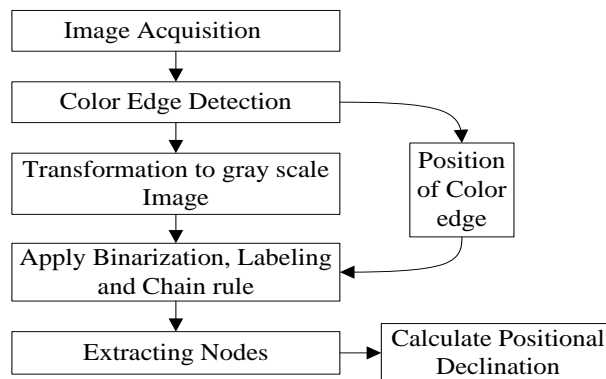 Image Acquisition
Color Edge Detection
Transformation to gray scale
Image
Position
of Color
edge
Apply Binarization, Labeling
and Chain rule
Extracting Nodes
Calculate Positional
Declination